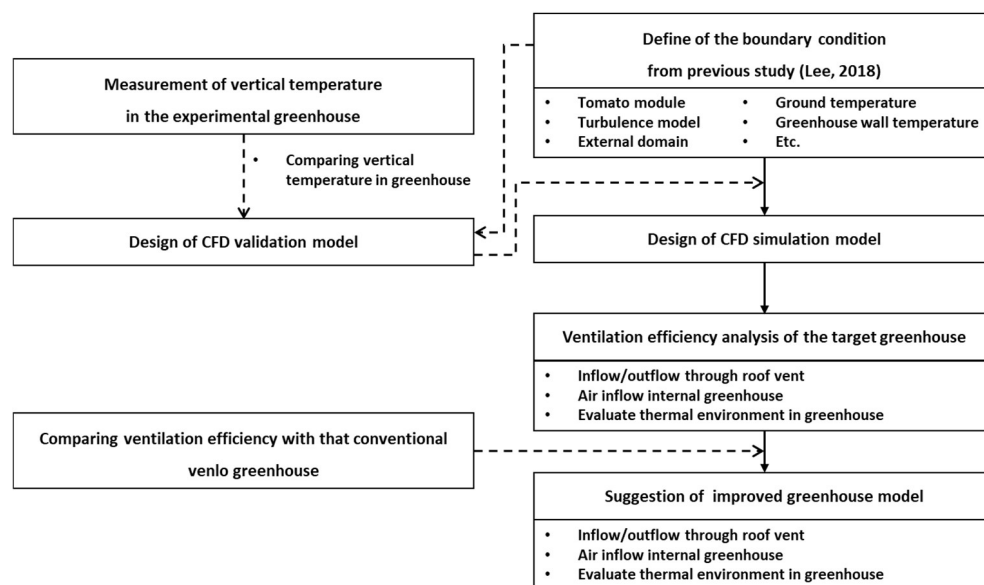 Measurement of vertical temperature
in the experimental greenhouse
• Comparing vertical
temperature in greenhouse
Design of CFD validation model
Comparing ventilation efficiency with that conventional
venlo greenhouse
Define of the boundary condition
from previous study (Lee, 2018)
• Tomato module
• Turbulence model
• External domain
• Ground temperature
• Greenhouse wall temperature
• Etc.
Design of CFD simulation model
Ventilation efficiency analysis of the target greenhouse
• Inflow/outflow through roof vent
• Air inflow internal greenhouse
• Evaluate thermal environment in greenhouse
Suggestion of improved greenhouse model
• Inflow/outflow through roof vent
• Air inflow internal greenhouse
• Evaluate thermal environment in greenhouse